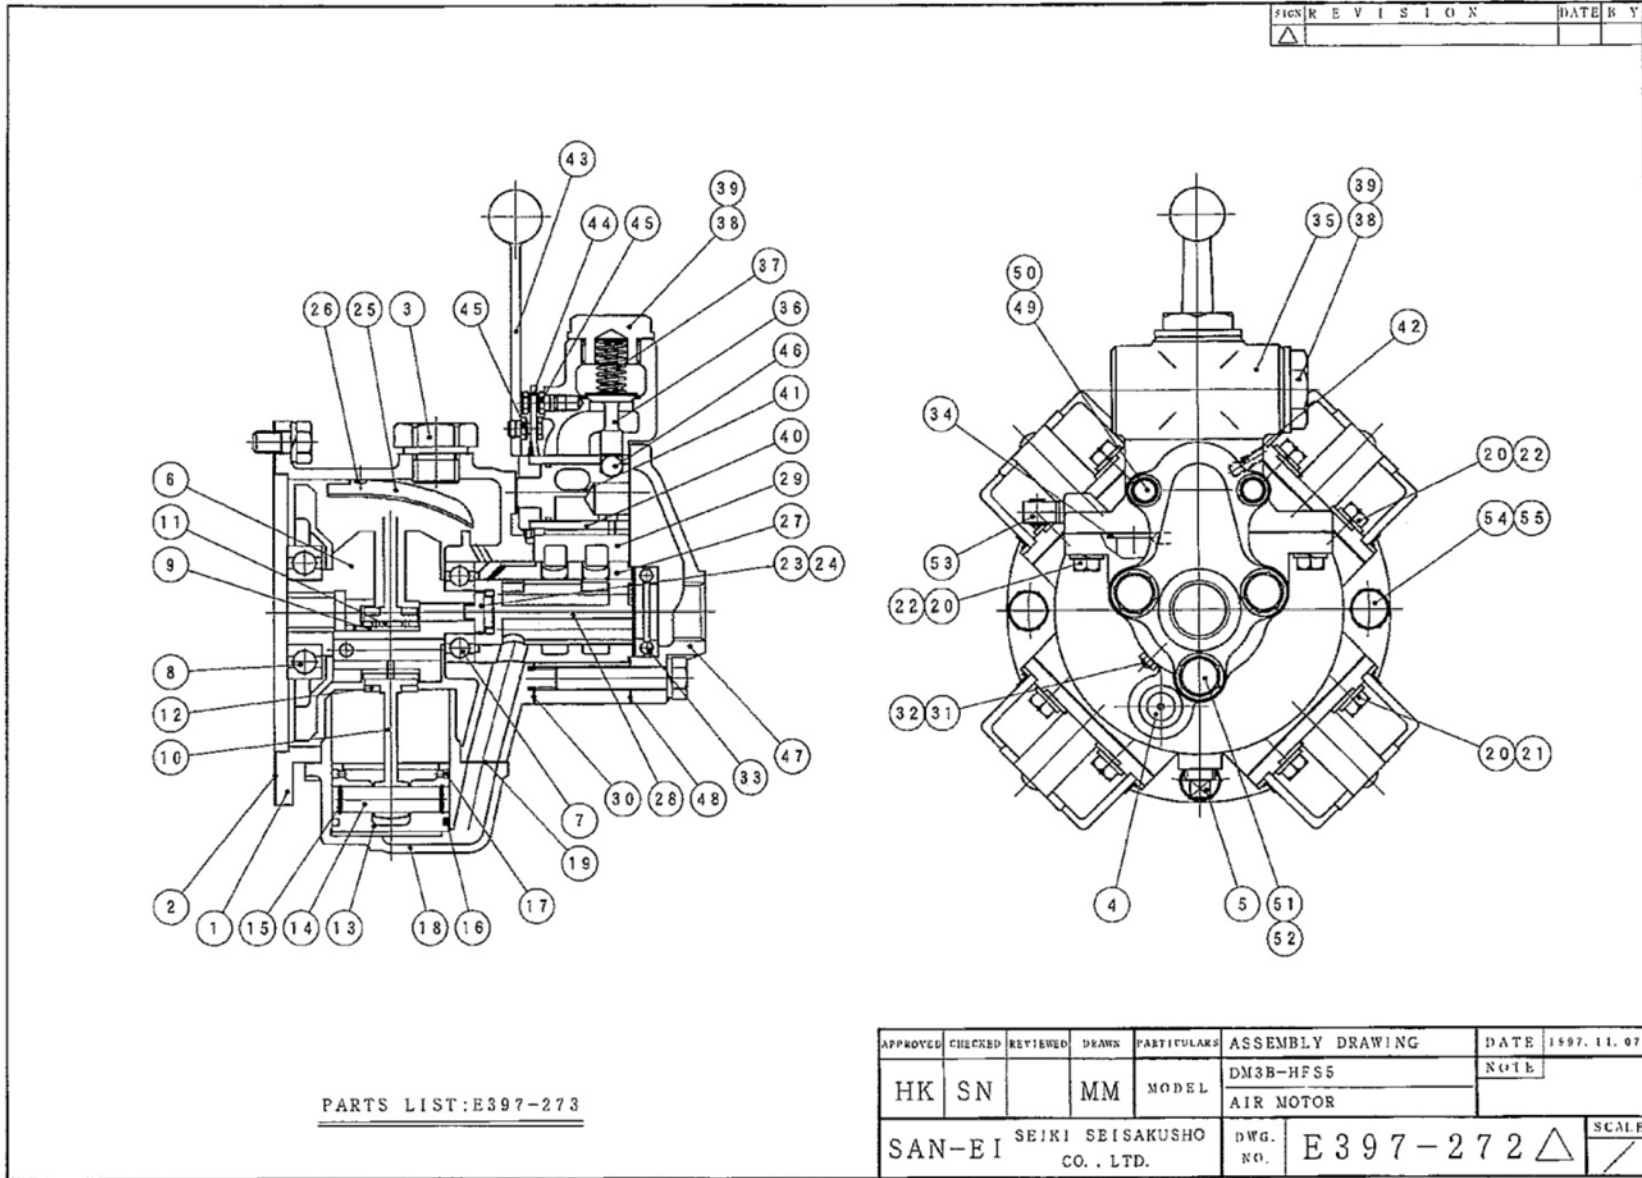 SIGN R E V I S I O N DATE B Y
43
39
44 45 38
37
26 25 3 45 36
46
41
6 40
11 29
9 27
23 24
8
12
10 47
33
30 28 48
7
19
2 17
1 15 14 13 18 16
39
35 38
50
49 42
34
20 22
53 54 55
22 20
32 31
20 21
4 5 51
52
PARTS LIST:E397-273
APPROVED CHECKED REVIEWED DRAWN PARTICULARS ASSEMBLY DRAWING DATE 1997.11.07
HK SN MM MODEL DM3B-HFS5 NOTE
AIR MOTOR
SAN-EI SEIKI SEISAKUSHO CO., LTD. DWG. NO. E397-272 SCALE